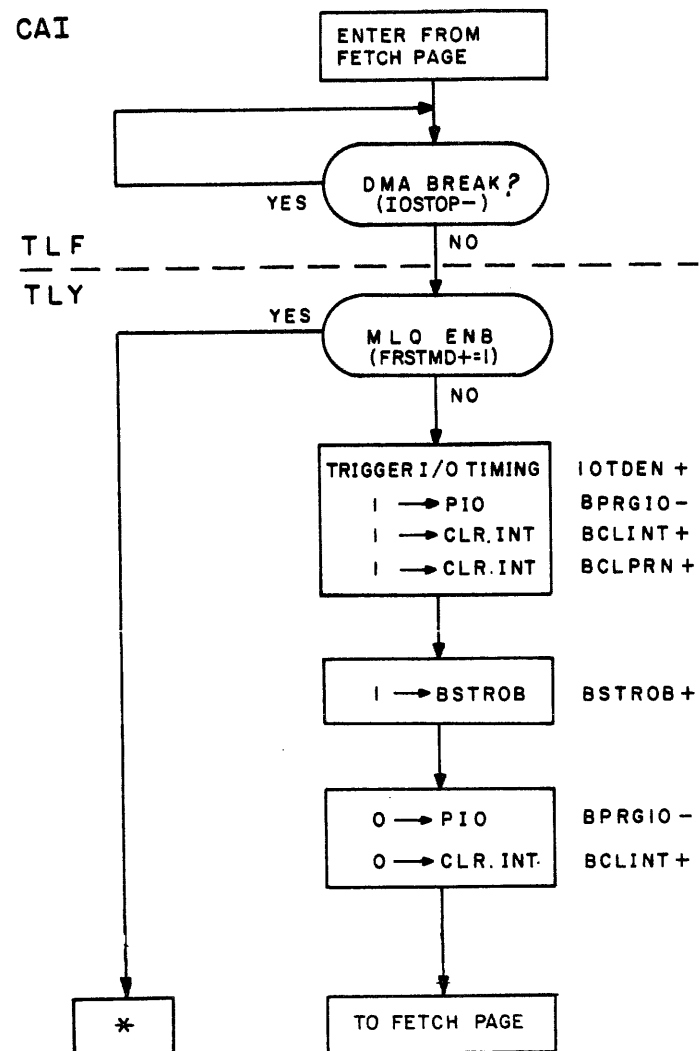 CAI
ENTER FROM
FETCH PAGE
DMA BREAK?
(IOSTOP-)
YES
NO
TLF
TLY
YES
MLO ENB
(FRSTMD+=1)
NO
TRIGGER I/O TIMING IOTDEN+
1 → PIO BPRGIO-
1 → CLR.INT BCLINT+
1 → CLR.INT BCLPRN+
1 → BSTROB BSTROB+
0 → PIO BPRGIO-
0 → CLR.INT. BCLINT+
*
TO FETCH PAGE